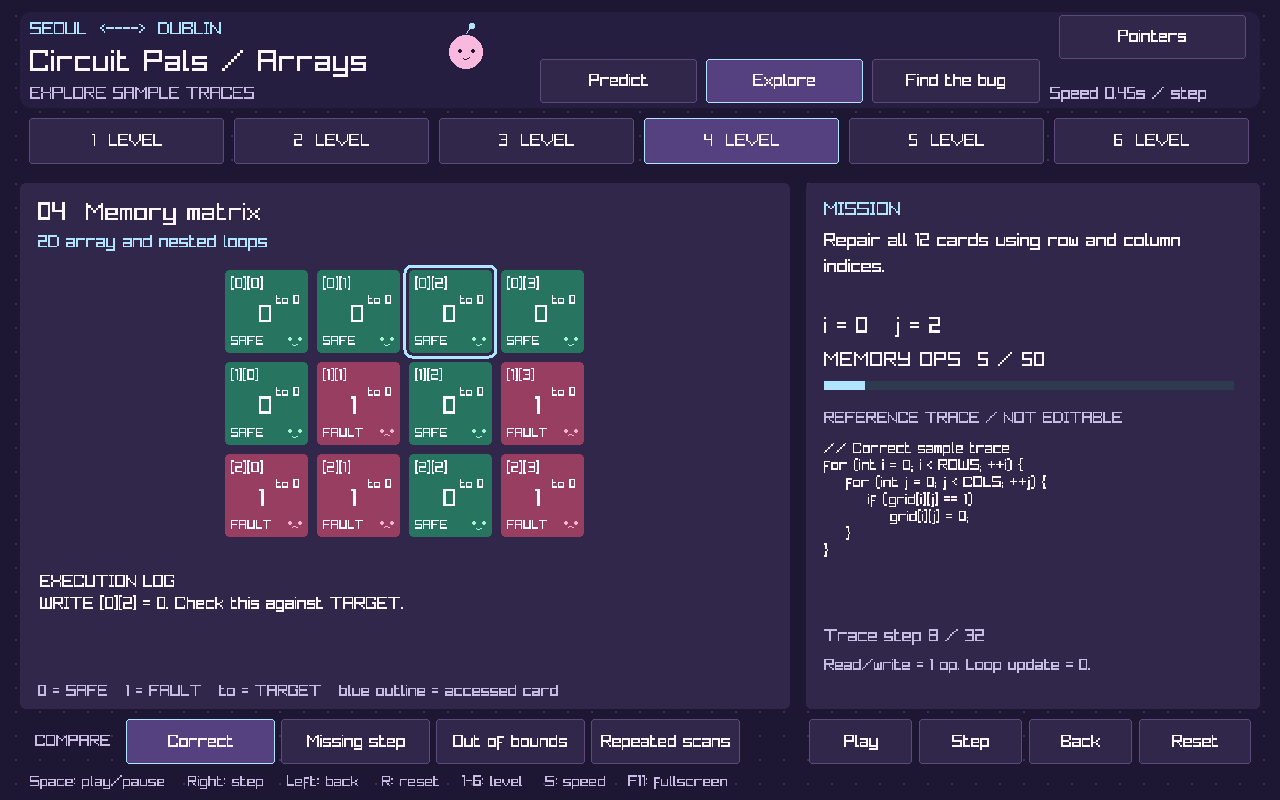 SEOUL <----> DUBLIN
Circuit Pals / Arrays
EXPLORE SAMPLE TRACES
Predict
Explore
Find the bug
Pointers
Speed 0.45s / step
1 LEVEL
2 LEVEL
3 LEVEL
4 LEVEL
5 LEVEL
6 LEVEL
04 Memory matrix
2D array and nested loops
[0][0] to 0 0 SAFE
[0][1] to 0 0 SAFE
[0][2] to 0 0 SAFE
[0][3] to 0 0 SAFE
[1][0] to 0 0 SAFE
[1][1] to 0 1 FAULT
[1][2] to 0 0 SAFE
[1][3] to 0 1 FAULT
[2][0] to 0 1 FAULT
[2][1] to 0 1 FAULT
[2][2] to 0 0 SAFE
[2][3] to 0 1 FAULT
EXECUTION LOG
WRITE [0][2] = 0. Check this against TARGET.
0 = SAFE 1 = FAULT to = TARGET blue outline = accessed card
MISSION
Repair all 12 cards using row and column
indices.
i = 0 j = 2
MEMORY OPS 5 / 50
REFERENCE TRACE / NOT EDITABLE
// Correct sample trace
for (int i = 0; i < ROWS; ++i) {
for (int j = 0; j < COLS; ++j) {
if (grid[i][j] == 1)
grid[i][j] = 0;
}
}
Trace step 8 / 32
Read/write = 1 op. Loop update = 0.
COMPARE
Correct
Missing step
Out of bounds
Repeated scans
Play
Step
Back
Reset
Space: play/pause Right: step Left: back R: reset 1-6: level S: speed F11: fullscreen